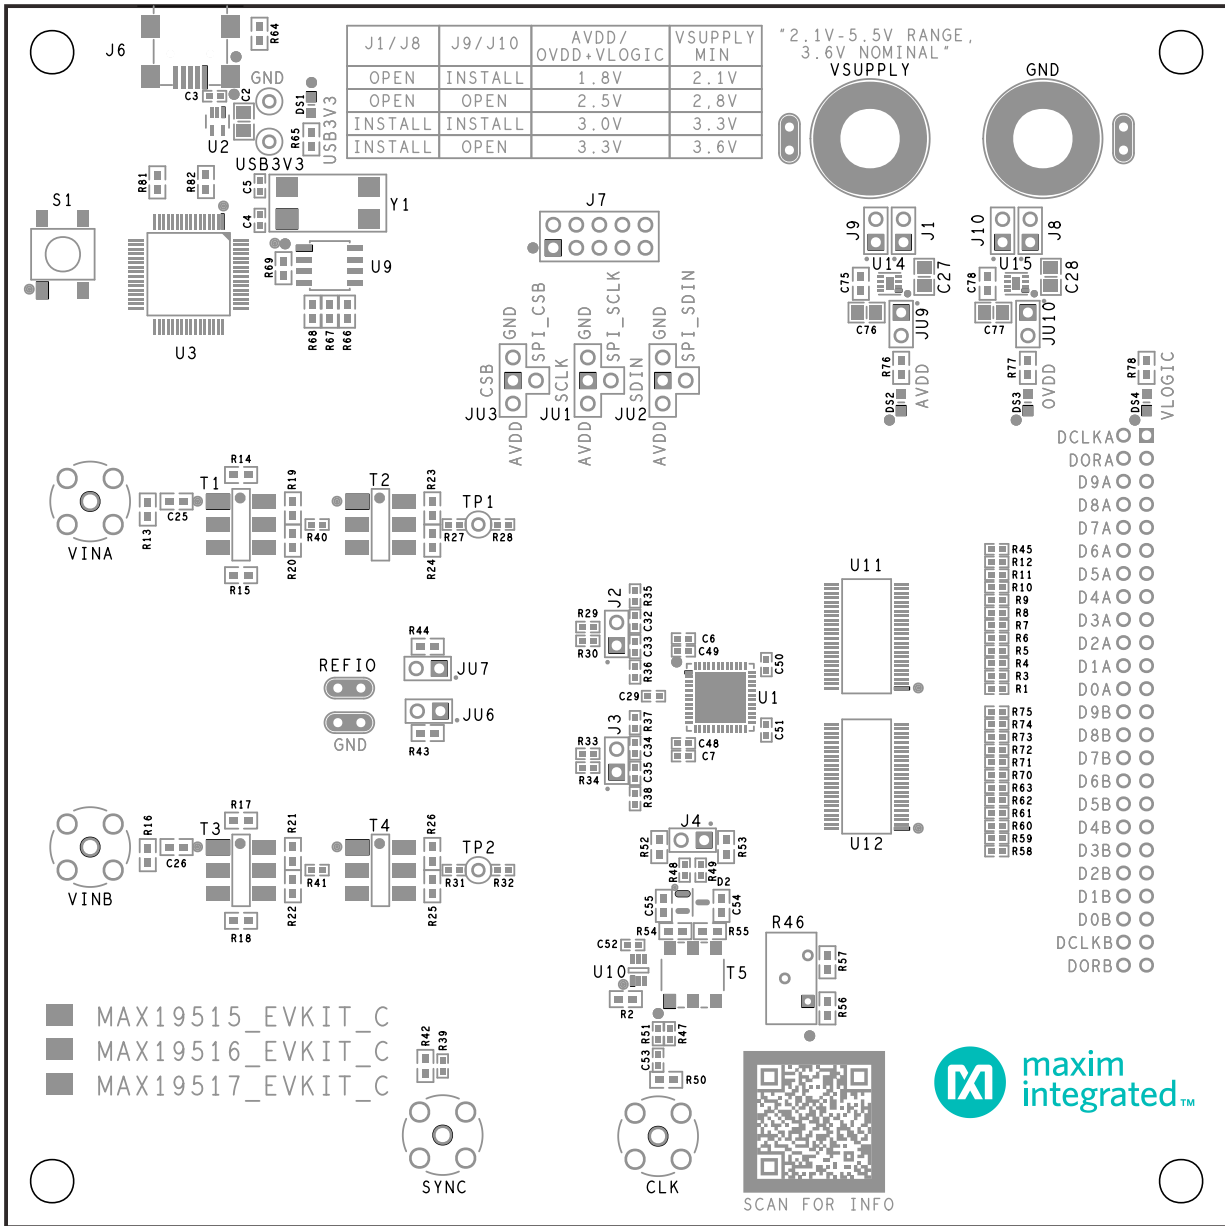 J6
R64
C3
C2
GND
U2
USB3V3
DS1
R65
USB3V3
J1/J8 J9/J10 AVDD/ OVDD+VLOGIC VSUPPLY MIN
OPEN INSTALL 1.8V 2.1V
OPEN OPEN 2.5V 2,8V
INSTALL INSTALL 3.0V 3.3V
INSTALL OPEN 3.3V 3.6V
"2.1V-5.5V RANGE,
3.6V NOMINAL"
VSUPPLY
GND
R81
R82
S1
C5
C4
Y1
U9
R69
R68
R67
R66
U3
J7
J9
J1
J10
J8
U14
U15
C75
C27
C78
C28
C76
C77
JU9
JU10
R76
R77
R78
DS2
AVDD
DS3
OVDD
DS4
VLOGIC
GND
SPI_CSB
CSB
JU3
AVDD
GND
SPI_SCLK
SCLK
JU1
AVDD
GND
SPI_SDIN
SDIN
JU2
AVDD
DCLKA
DORA
D9A
D8A
D7A
D6A
D5A
D4A
D3A
D2A
D1A
D0A
D9B
D8B
D7B
D6B
D5B
D4B
D3B
D2B
D1B
D0B
DCLKB
DORB
VINA
R13
C25
T1
R14
R15
R19
R20
R40
T2
R23
R24
R27
TP1
R28
REFIO
GND
R44
JU7
JU6
R43
J2
R29
R30
R35
C32
C33
R36
C29
C6
C49
C50
U1
C51
C48
C7
J3
R33
R34
R37
C34
C35
R38
U11
U12
R45
R12
R11
R10
R9
R8
R7
R6
R5
R4
R3
R1
R75
R74
R73
R72
R71
R70
R63
R62
R61
R60
R59
R58
VINB
R16
C26
T3
R17
R18
R21
R22
R41
T4
R26
R25
R31
TP2
R32
J4
R52
R53
R48
R49
D2
C55
C54
R54
R55
C52
U10
T5
R2
R51
R47
C53
R50
R46
R57
R56
MAX19515_EVKIT_C
MAX19516_EVKIT_C
MAX19517_EVKIT_C
R42
R39
SYNC
CLK
SCAN FOR INFO
maxim
integrated™